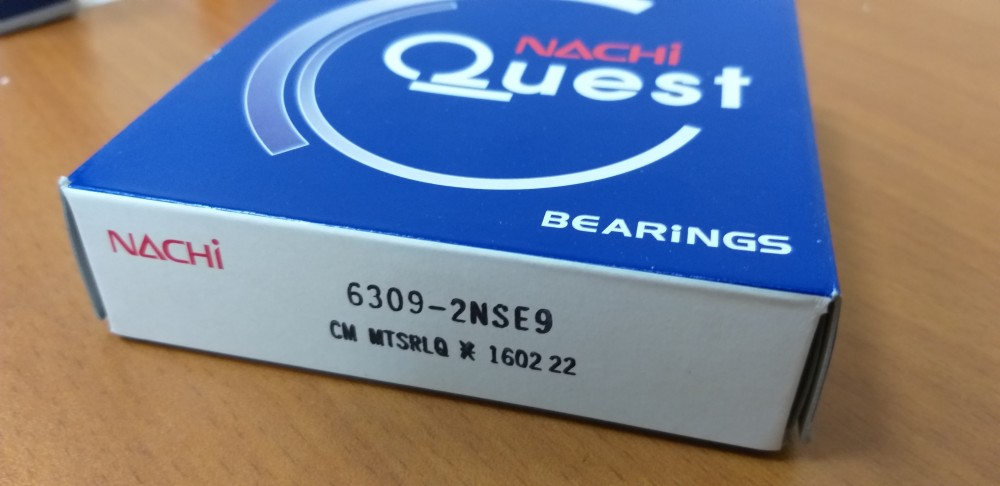 NACHi
Quest
BEARiNGS
NACHi
6309-2NSE9
CM MTSRLQ ※ 1602 22